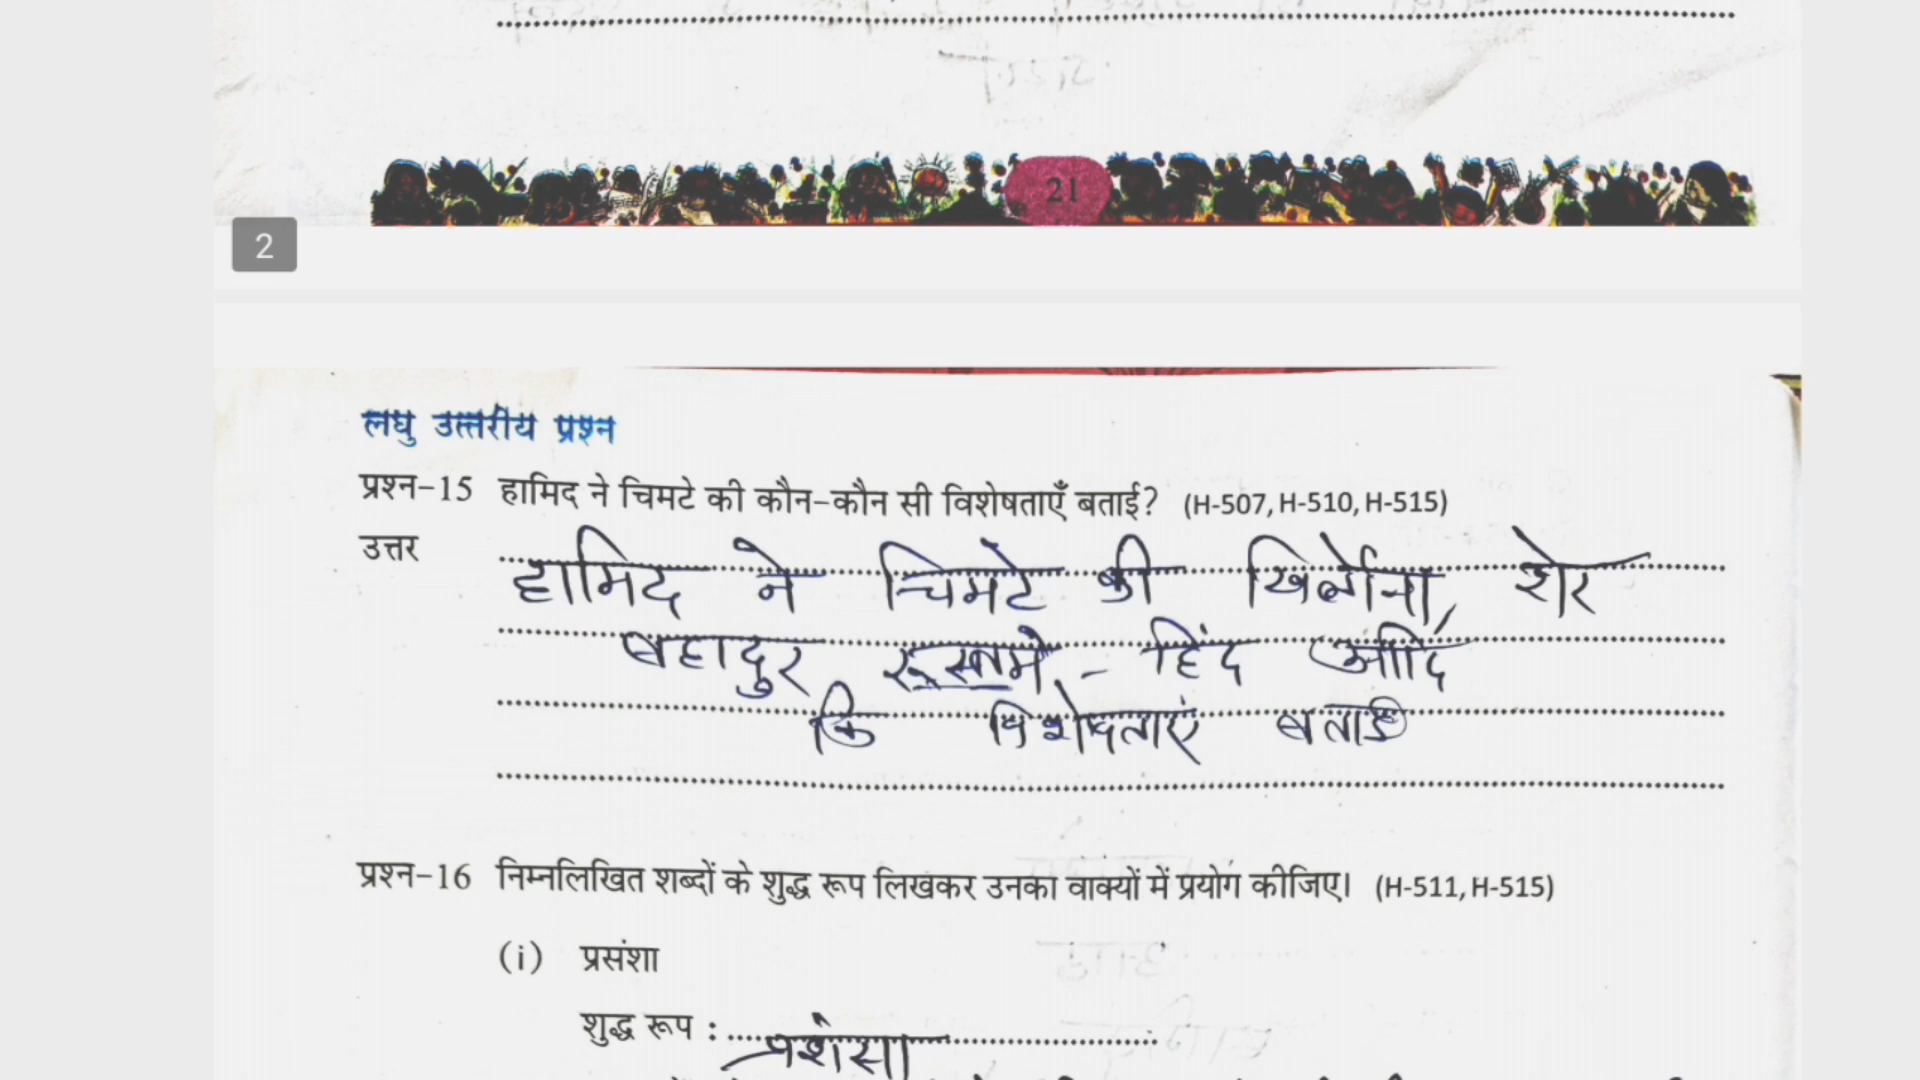 21
2
लघु उत्तरीय प्रश्न
प्रश्न-15 हामिद ने चिमटे की कौन-कौन सी विशेषताएँ बताई? (H-507, H-510, H-515)
उत्तर
हामिद ने चिमटे की खिलौना, शेर
बहादुर रूस्तमे - हिंद आदि
कि विशेषताएं बताई
प्रश्न-16 निम्नलिखित शब्दों के शुद्ध रूप लिखकर उनका वाक्यों में प्रयोग कीजिए। (H-511, H-515)
(i) प्रसंशा
शुद्ध रूप : प्रशंसा